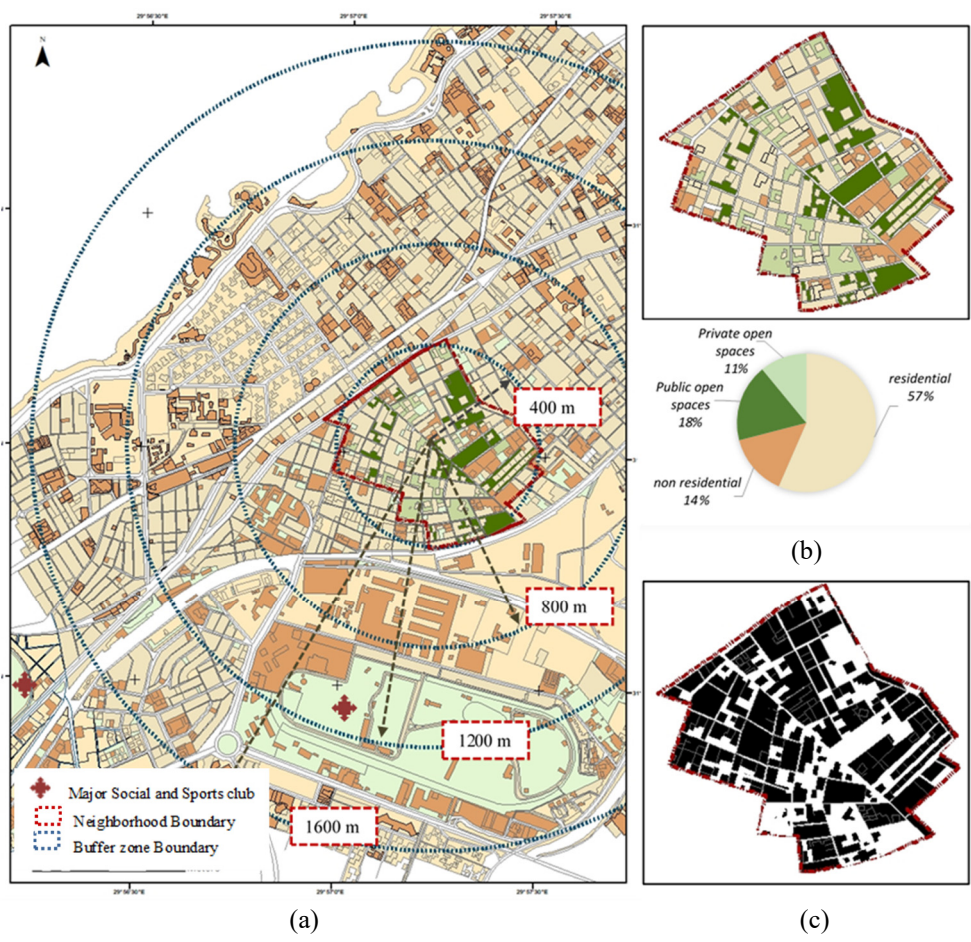 29° 56'30"E
29° 57'0"E
29° 57'30"E
N
400 m
800 m
1200 m
1600 m
Major Social and Sports club
Neighborhood Boundary
Buffer zone Boundary
29° 56'30"E
29° 57'0"E
29° 57'30"E
(a)
Private open
spaces
11%
Public open
spaces
18%
residential
57%
non residential
14%
(b)
(c)